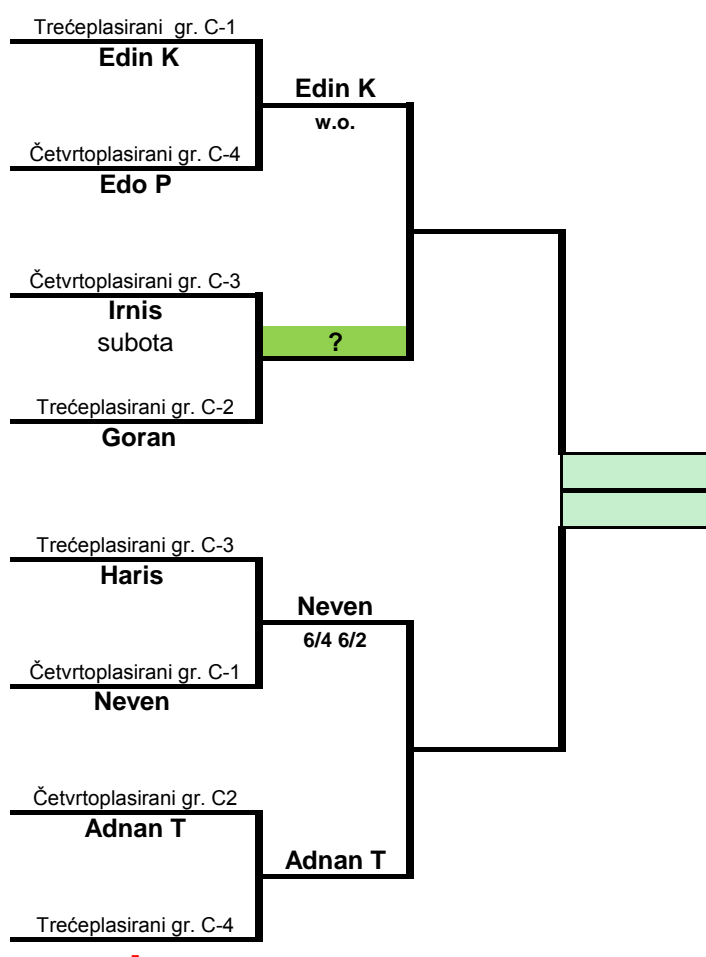 Trećeplasirani gr. C-1
Edin K
Edin K
w.o.
Četvrtoplasirani gr. C-4
Edo P
Četvrtoplasirani gr. C-3
Irnis
subota
?
Trećeplasirani gr. C-2
Goran
Trećeplasirani gr. C-3
Haris
Neven
6/4 6/2
Četvrtoplasirani gr. C-1
Neven
Četvrtoplasirani gr. C2
Adnan T
Adnan T
Trećeplasirani gr. C-4
-